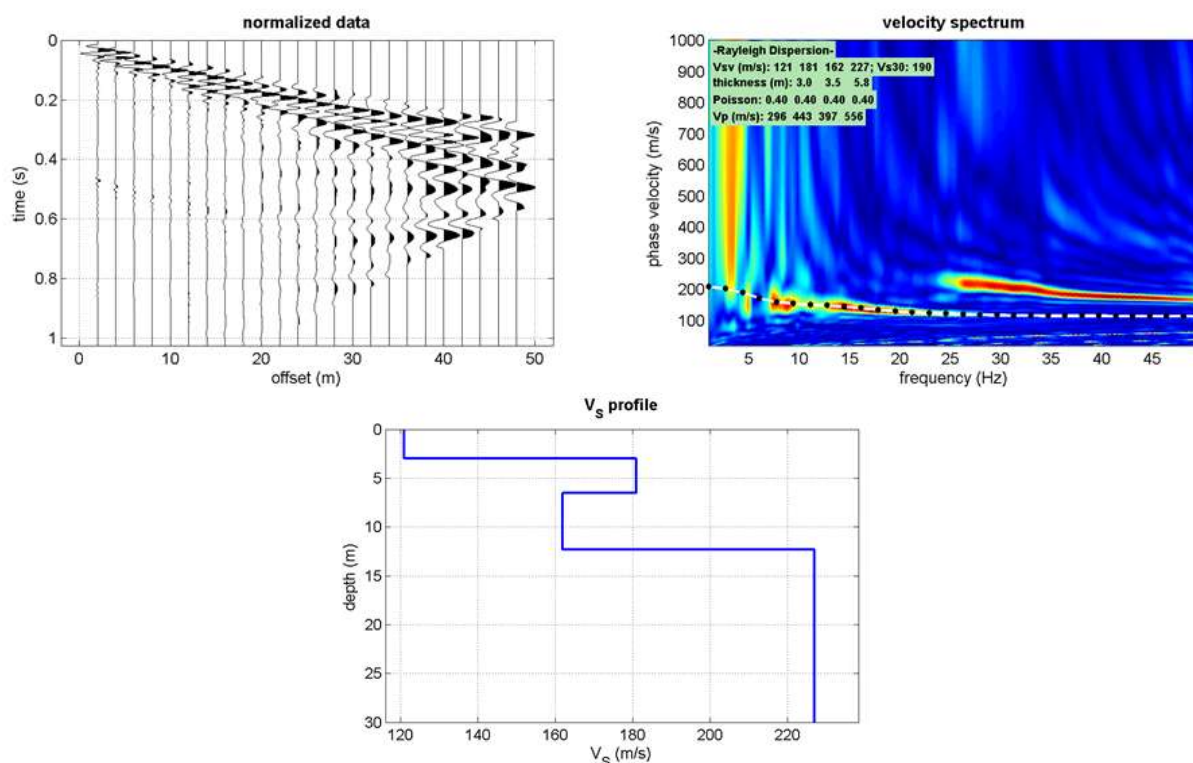 normalized data
0
0.2
0.4
0.6
0.8
1
time (s)
0 10 20 30 40 50
offset (m)
velocity spectrum
-Rayleigh Dispersion-
Vsv (m/s): 121 181 162 227; Vs30: 190
thickness (m): 3.0 3.5 5.8
Poisson: 0.40 0.40 0.40 0.40
Vp (m/s): 296 443 397 556
1000
900
800
700
600
500
400
300
200
100
phase velocity (m/s)
5 10 15 20 25 30 35 40 45
frequency (Hz)
VS profile
0
5
10
15
20
25
30
depth (m)
120 140 160 180 200 220
VS (m/s)